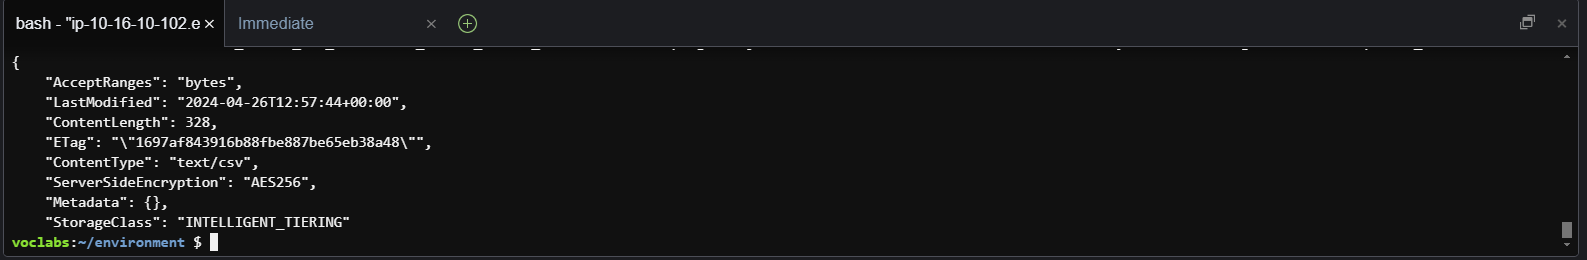 bash - "ip-10-16-10-102.e × Immediate ×
{
    "AcceptRanges": "bytes",
    "LastModified": "2024-04-26T12:57:44+00:00",
    "ContentLength": 328,
    "ETag": "\"1697af843916b88fbe887be65eb38a48\"",
    "ContentType": "text/csv",
    "ServerSideEncryption": "AES256",
    "Metadata": {},
    "StorageClass": "INTELLIGENT_TIERING"
voclabs:~/environment $